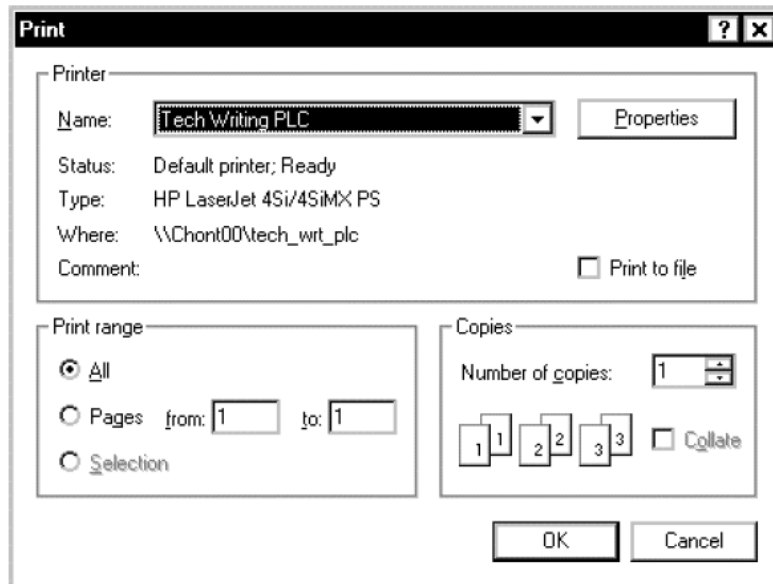 Print
Printer
Name: Tech Writing PLC Properties
Status: Default printer; Ready
Type: HP LaserJet 4Si/4SiMX PS
Where: \\Chont00\tech_wrt_plc
Comment: Print to file
Print range
All
Pages from: 1 to: 1
Selection
Copies
Number of copies: 1
1 1 2 2 3 3 Collate
OK Cancel